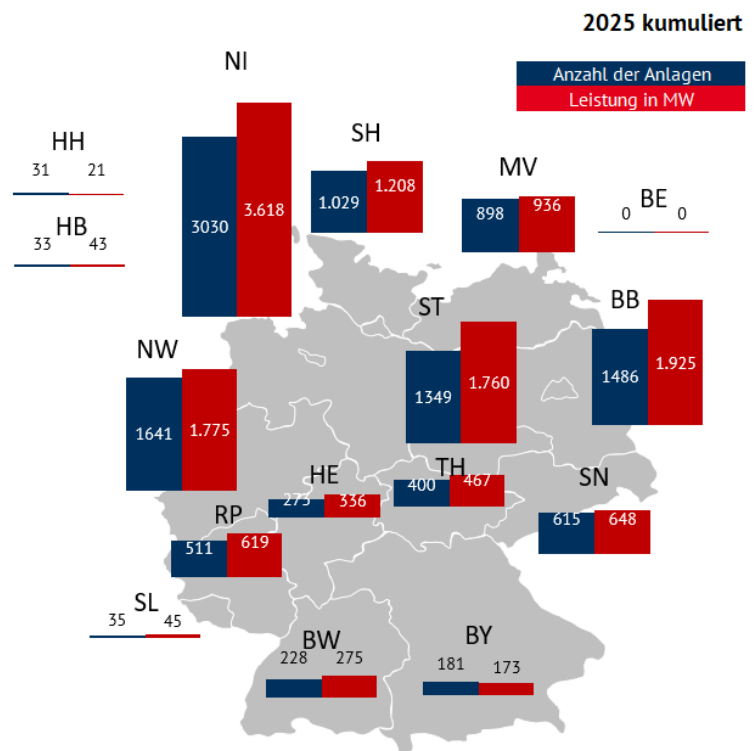 2025 kumuliert
Anzahl der Anlagen
Leistung in MW
NI
3030
3.618
HH
31
21
HB
33
43
SH
1.029
1.208
MV
898
936
BE
0
0
ST
1349
1.760
BB
1486
1.925
NW
1641
1.775
HE
273
336
TH
400
467
SN
615
648
RP
511
619
SL
35
45
BW
228
275
BY
181
173